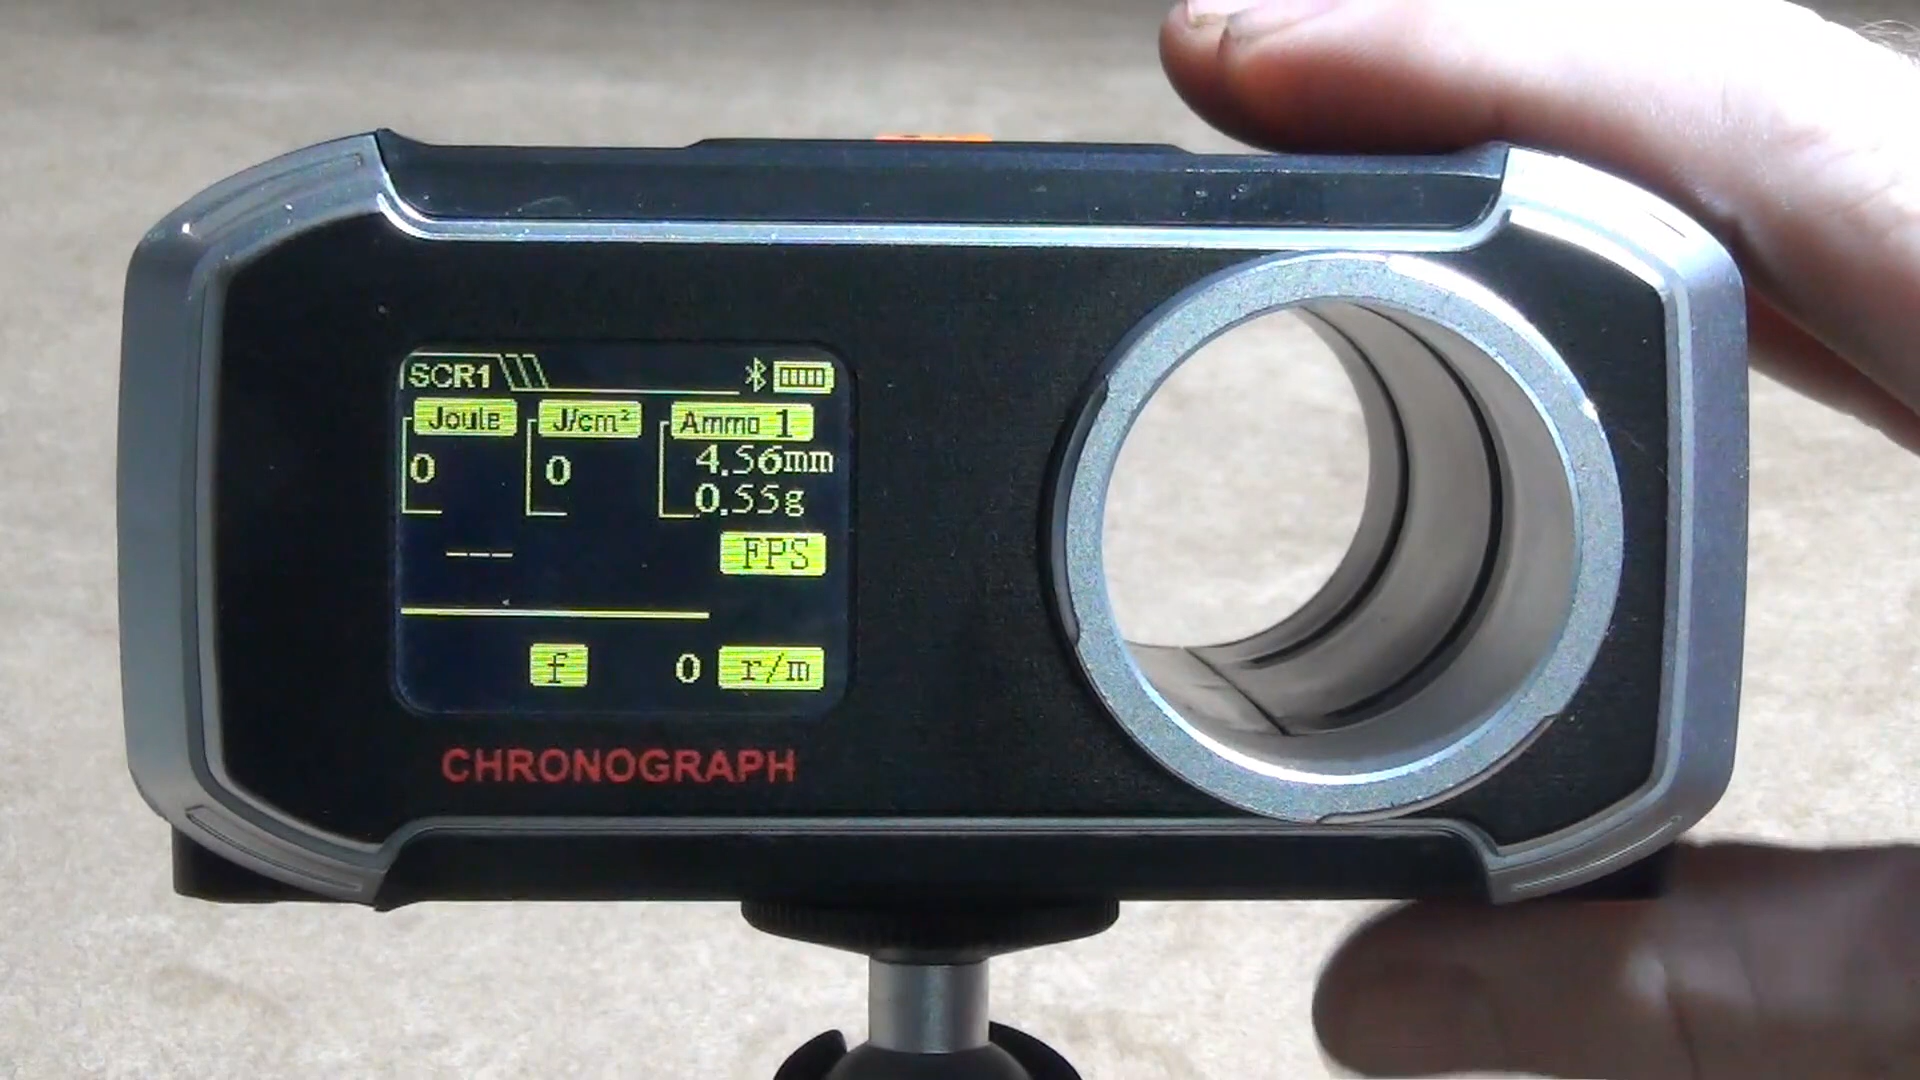 SCR1
Joule J/cm² Ammo 1
0 0 4.56mm
0.55g
--- FPS
f 0 r/m
CHRONOGRAPH